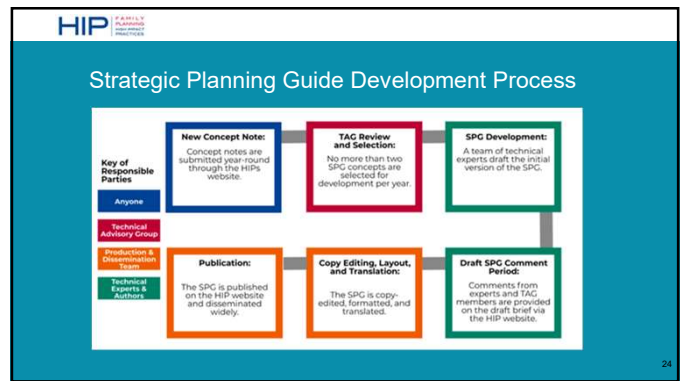 HIP
FAMILY
PLANNING
HIGH IMPACT
PRACTICES
Strategic Planning Guide Development Process
Key of
Responsible
Parties
Anyone
Technical
Advisory Group
Production &
Dissemination
Team
Technical
Experts &
Authors
New Concept Note:
Concept notes are
submitted year-round
through the HIPs
website.
TAG Review
and Selection:
No more than two
SPG concepts are
selected for
development per year.
SPG Development:
A team of technical
experts draft the initial
version of the SPG.
Publication:
The SPG is published
on the HIP website
and disseminated
widely.
Copy Editing, Layout,
and Translation:
The SPG is copy-
edited, formatted, and
translated.
Draft SPG Comment
Period:
Comments from
experts and TAG
members are provided
on the draft brief via
the HIP website.
24